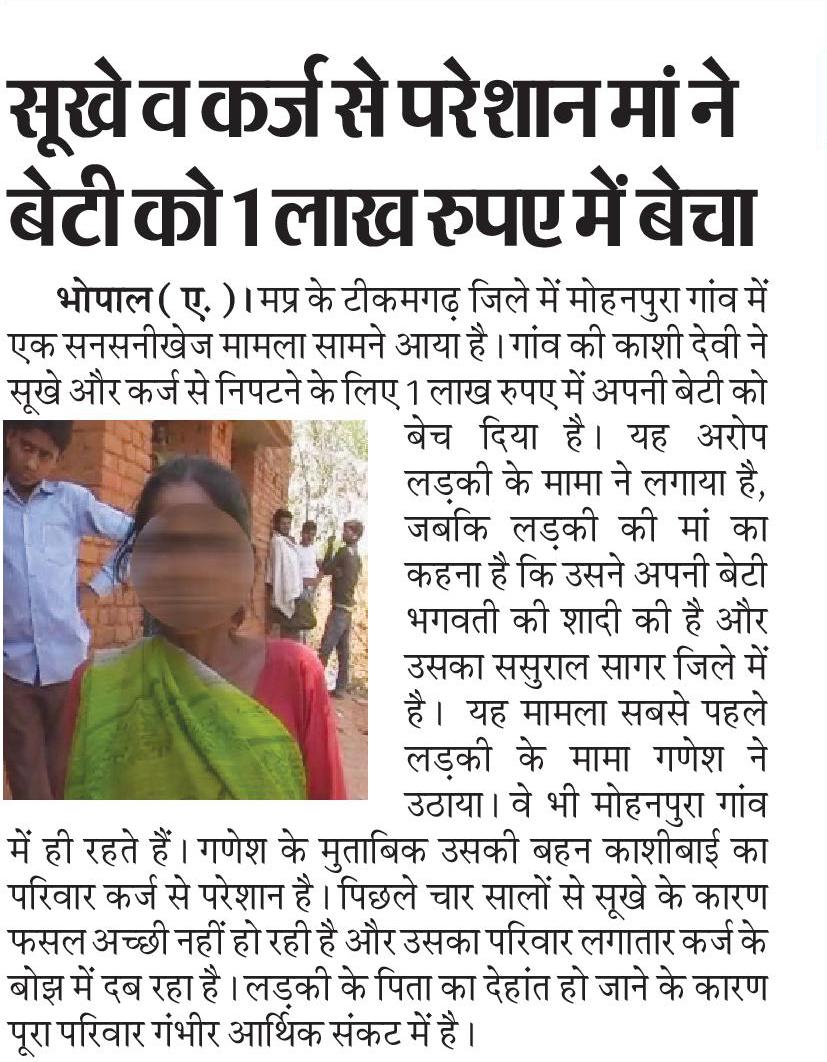 सूखे व कर्ज से परेशान मां ने
बेटी को 1 लाख रुपए में बेचा
भोपाल ( ए. )। मप्र के टीकमगढ़ जिले में मोहनपुरा गांव में
एक सनसनीखेज मामला सामने आया है। गांव की काशी देवी ने
सूखे और कर्ज से निपटने के लिए 1 लाख रुपए में अपनी बेटी को
बेच दिया है। यह अरोप
लड़की के मामा ने लगाया है,
जबकि लड़की की मां का
कहना है कि उसने अपनी बेटी
भगवती की शादी की है और
उसका ससुराल सागर जिले में
है। यह मामला सबसे पहले
लड़की के मामा गणेश ने
उठाया। वे भी मोहनपुरा गांव
में ही रहते हैं। गणेश के मुताबिक उसकी बहन काशीबाई का
परिवार कर्ज से परेशान है। पिछले चार सालों से सूखे के कारण
फसल अच्छी नहीं हो रही है और उसका परिवार लगातार कर्ज के
बोझ में दब रहा है। लड़की के पिता का देहांत हो जाने के कारण
पूरा परिवार गंभीर आर्थिक संकट में है।